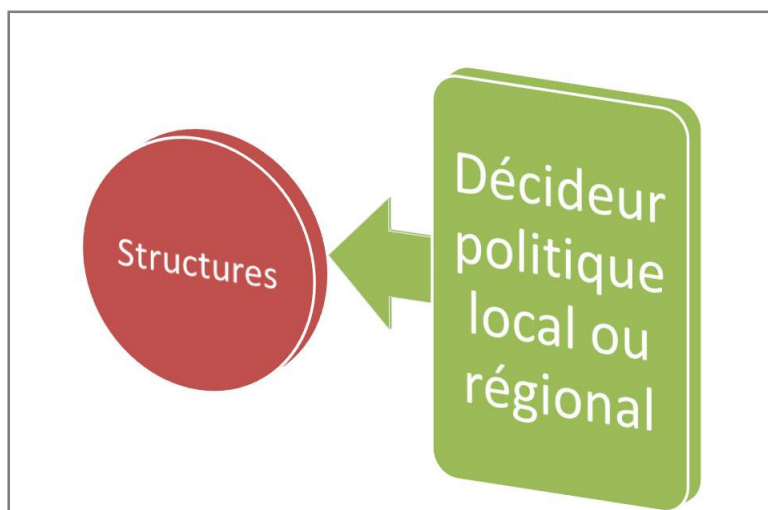 Structures
Décideur
politique
local ou
régional